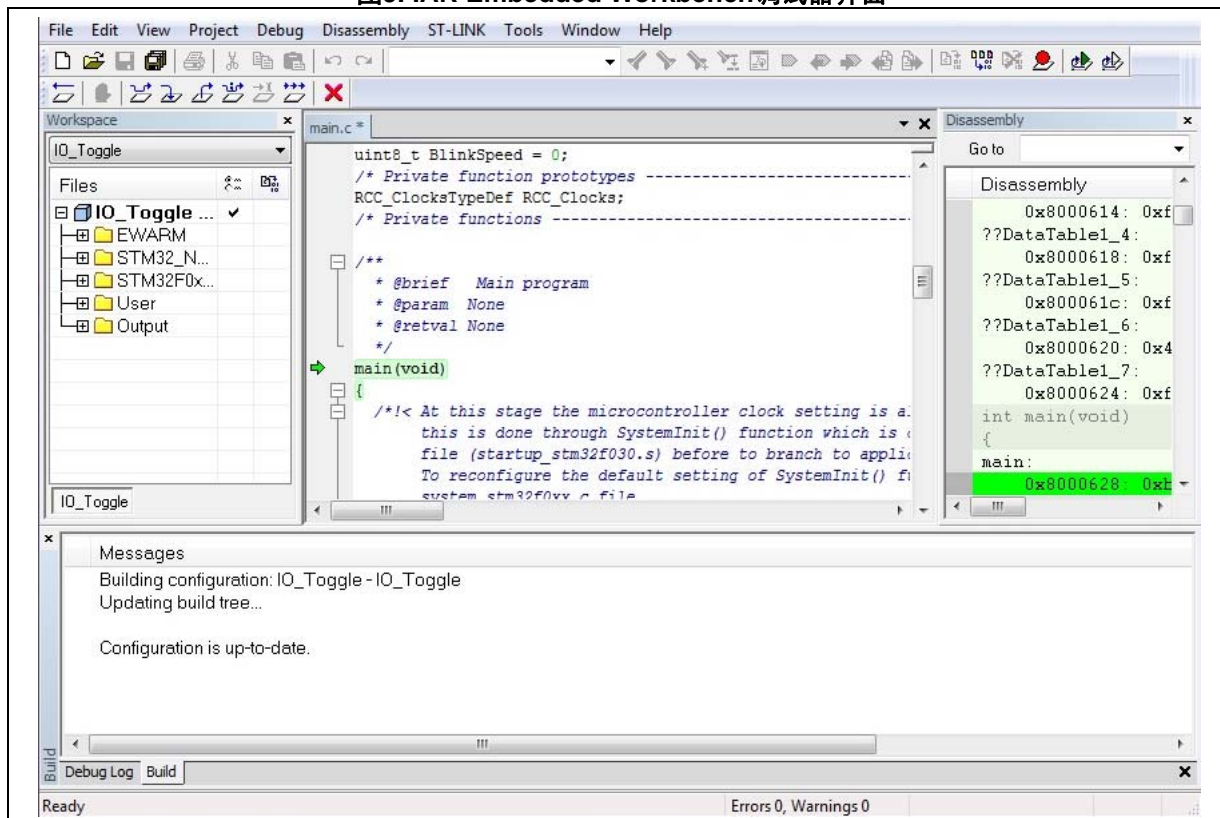 File Edit View Project Debug Disassembly ST-LINK Tools Window Help
Workspace
IO_Toggle
Files
IO_Toggle ...
EWARM
STM32_N...
STM32F0x...
User
Output
IO_Toggle
main.c *
uint8_t BlinkSpeed = 0;
/* Private function prototypes -----------------------------
RCC_ClocksTypeDef RCC_Clocks;
/* Private functions ---------------------------------------
/**
* @brief Main program
* @param None
* @retval None
*/
main(void)
{
/*!< At this stage the microcontroller clock setting is a
this is done through SystemInit() function which is
file (startup_stm32f030.s) before to branch to appli
To reconfigure the default setting of SystemInit() f
system_stm32f0xx.c file
Disassembly
Go to
Disassembly
0x8000614: 0xf
??DataTable1_4:
0x8000618: 0xf
??DataTable1_5:
0x800061c: 0xf
??DataTable1_6:
0x8000620: 0x4
??DataTable1_7:
0x8000624: 0xf
int main(void)
{
main:
0x8000628: 0xb
Messages
Building configuration: IO_Toggle - IO_Toggle
Updating build tree...
Configuration is up-to-date.
Build
Debug Log Build
Ready Errors 0, Warnings 0